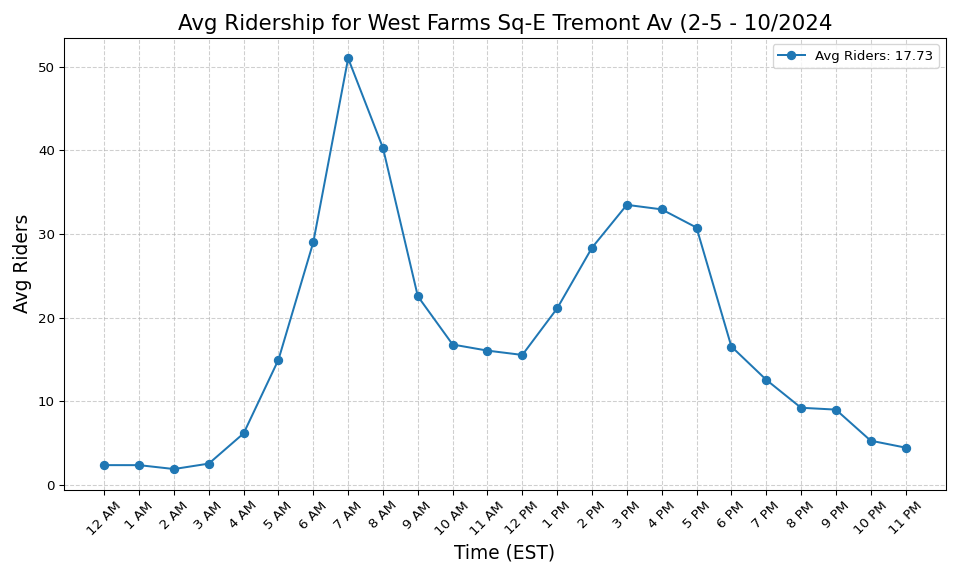 Avg Ridership for West Farms Sq-E Tremont Av (2-5 - 10/2024
Avg Riders: 17.73
Avg Riders
50
40
30
20
10
0
12 AM 1 AM 2 AM 3 AM 4 AM 5 AM 6 AM 7 AM 8 AM 9 AM 10 AM 11 AM 12 PM 1 PM 2 PM 3 PM 4 PM 5 PM 6 PM 7 PM 8 PM 9 PM 10 PM 11 PM
Time (EST)